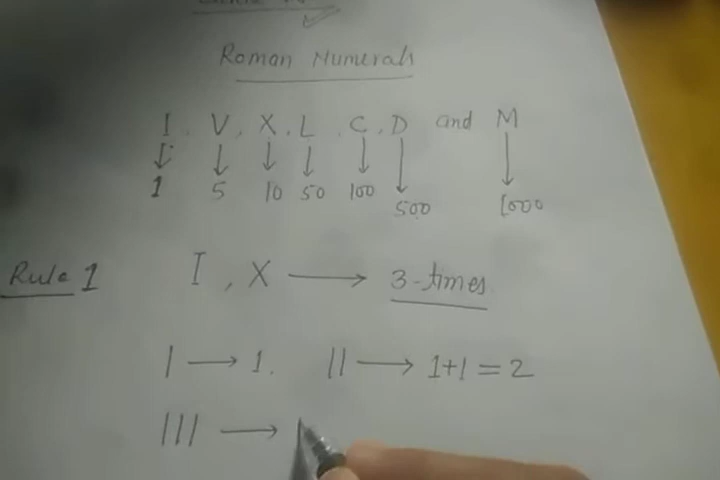 Roman Numerals
I, V, X, L, C, D and M
↓ ↓ ↓ ↓ ↓ ↓ ↓
1 5 10 50 100 500 1000
Rule 1 I, X → 3-times
I → 1. II → 1+1=2
III →